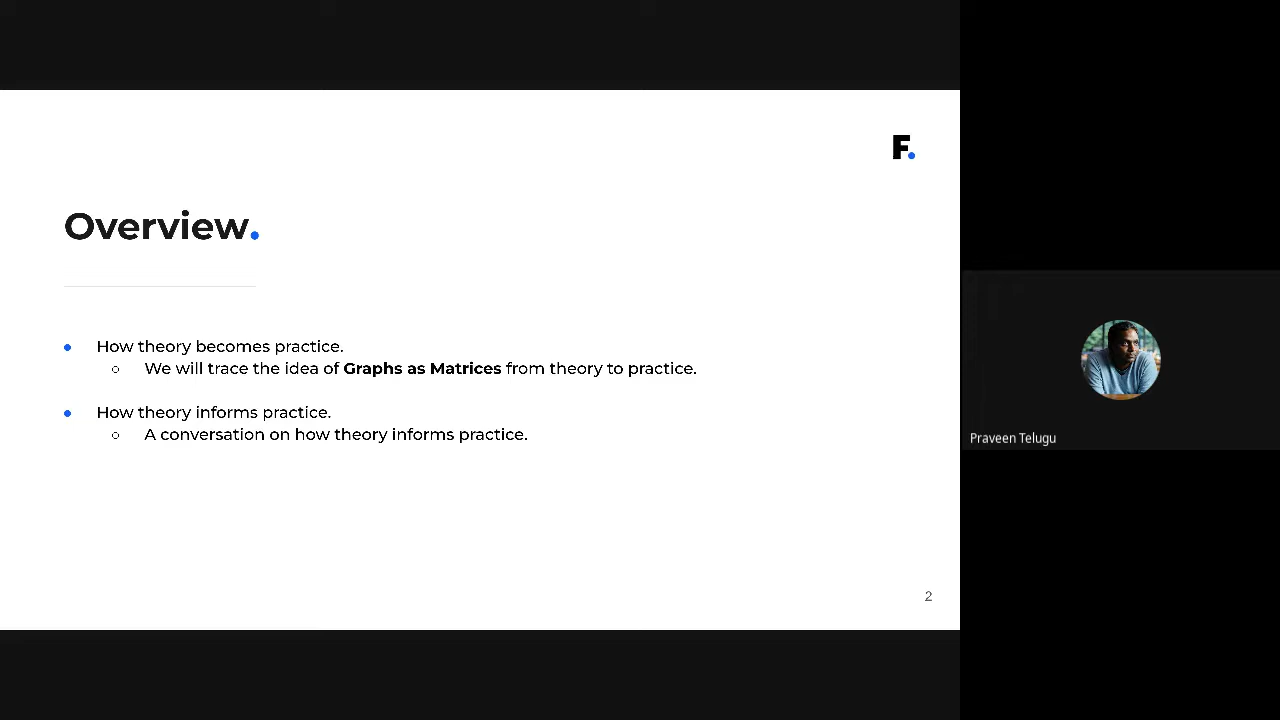 F.
Overview.
How theory becomes practice.
We will trace the idea of Graphs as Matrices from theory to practice.
How theory informs practice.
A conversation on how theory informs practice.
2
Praveen Telugu